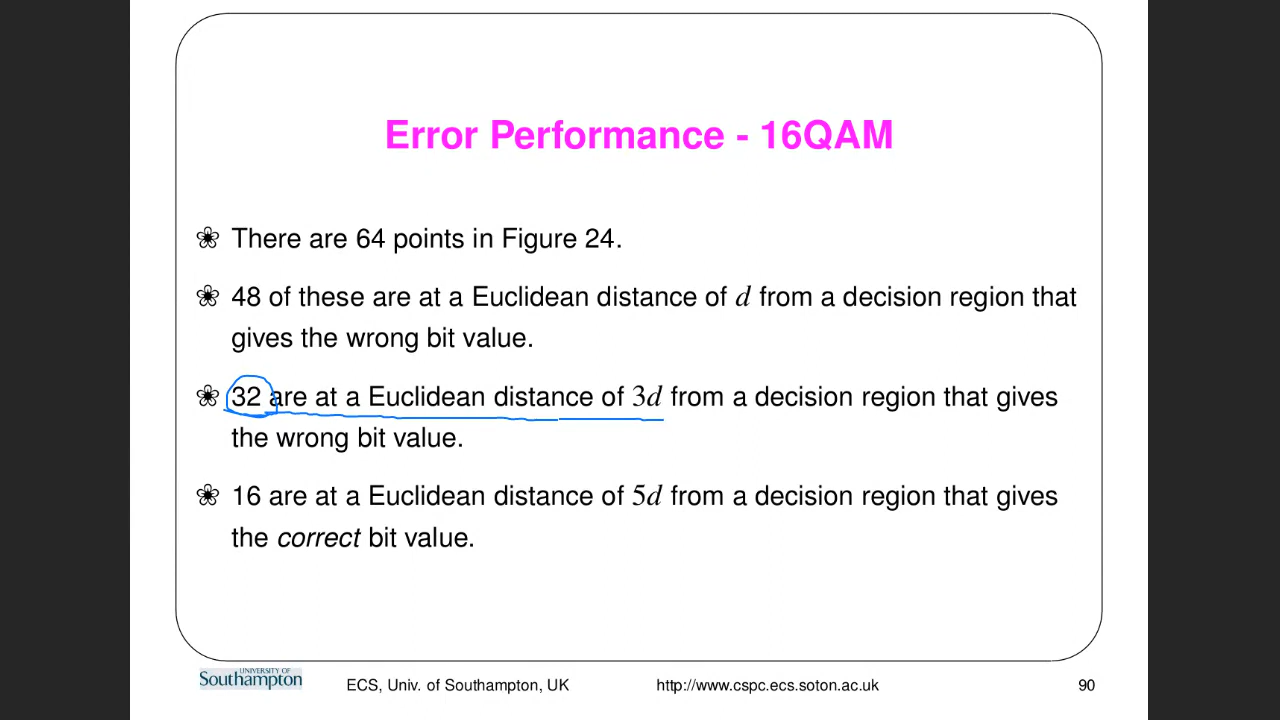 Error Performance - 16QAM
❀ There are 64 points in Figure 24.
❀ 48 of these are at a Euclidean distance of d from a decision region that
gives the wrong bit value.
❀ 32 are at a Euclidean distance of 3d from a decision region that gives
the wrong bit value.
❀ 16 are at a Euclidean distance of 5d from a decision region that gives
the correct bit value.
UNIVERSITY OF
Southampton
ECS, Univ. of Southampton, UK http://www.cspc.ecs.soton.ac.uk 90